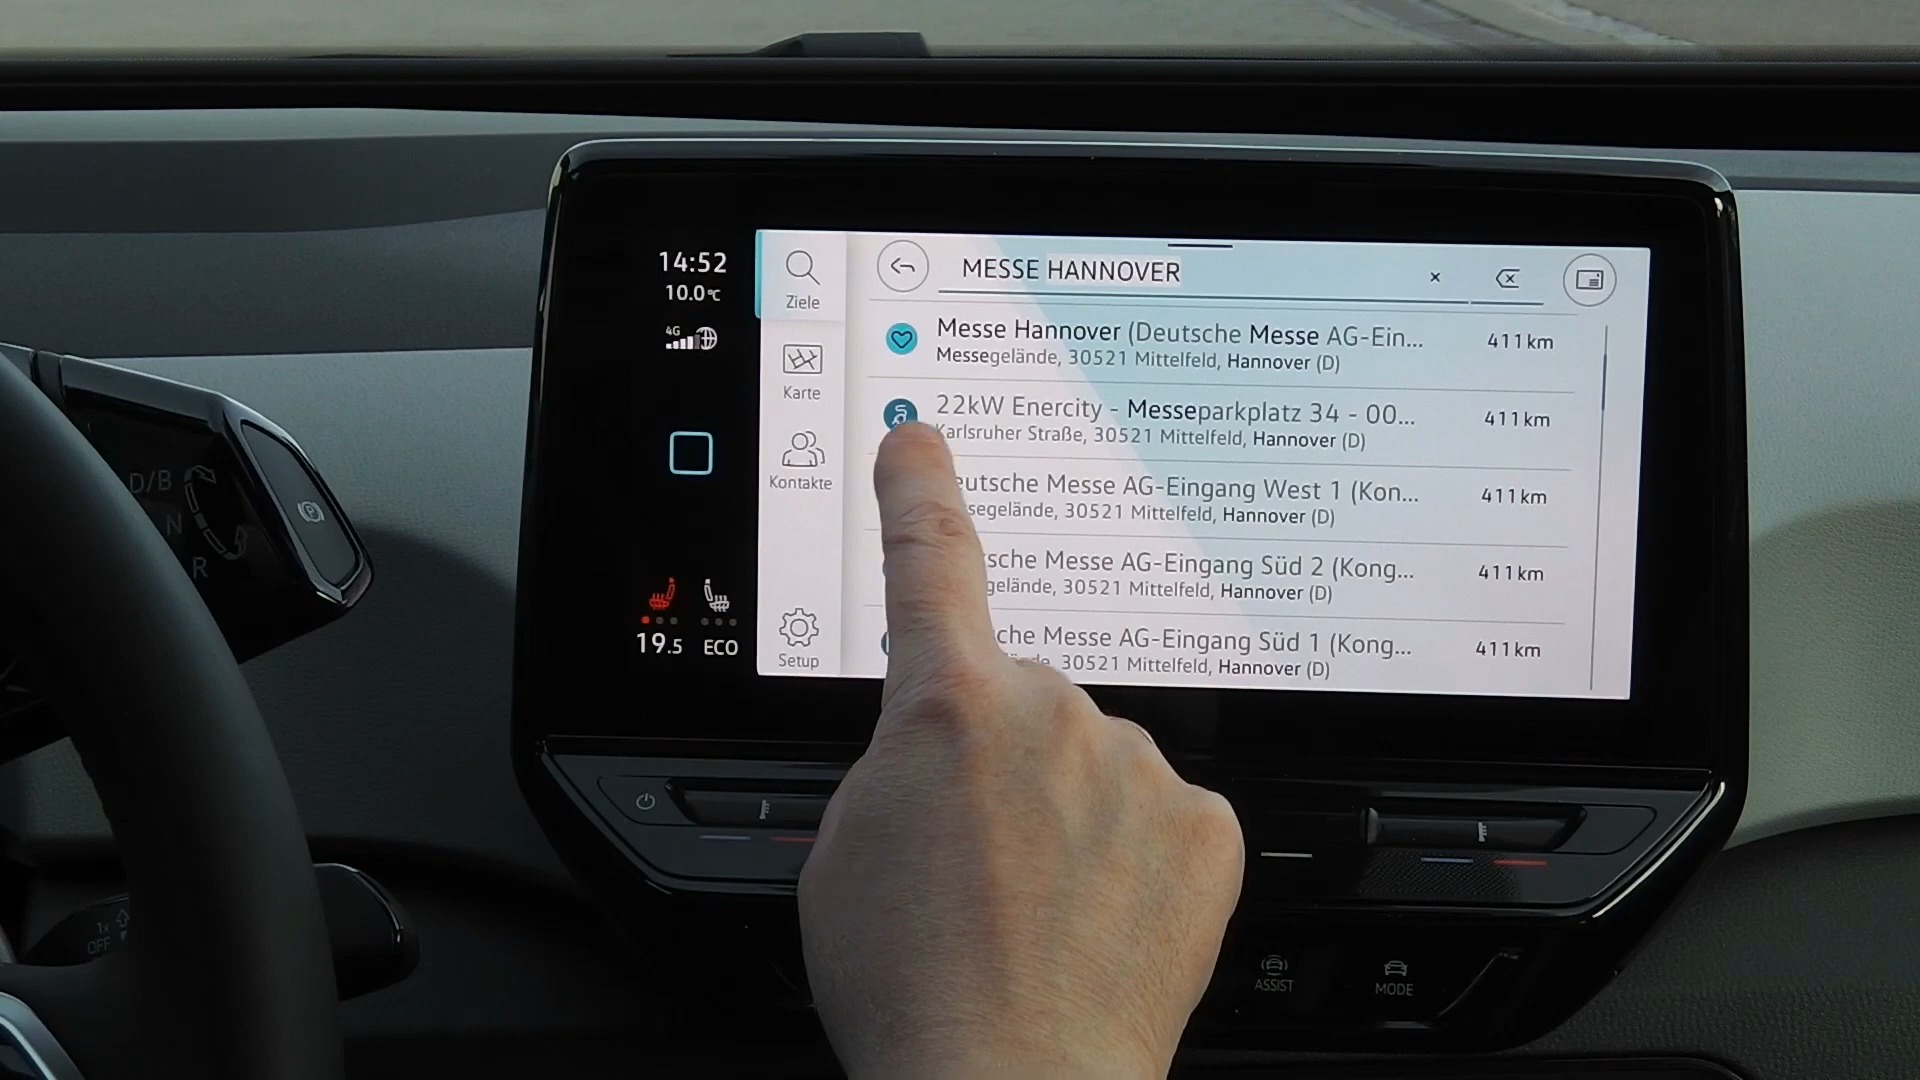 14:52
10.0°C
4G
Ziele
Karte
Kontakte
Setup
19.5 ECO
MESSE HANNOVER
Messe Hannover (Deutsche Messe AG-Ein... 411 km
Messegelände, 30521 Mittelfeld, Hannover (D)
22kW Enercity - Messeparkplatz 34 - 00... 411 km
Karlsruher Straße, 30521 Mittelfeld, Hannover (D)
eutsche Messe AG-Eingang West 1 (Kon... 411 km
segelände, 30521 Mittelfeld, Hannover (D)
sche Messe AG-Eingang Süd 2 (Kong... 411 km
gelände, 30521 Mittelfeld, Hannover (D)
che Messe AG-Eingang Süd 1 (Kong... 411 km
30521 Mittelfeld, Hannover (D)
D/B
N
R
P
1x
OFF
ASSIST
MODE